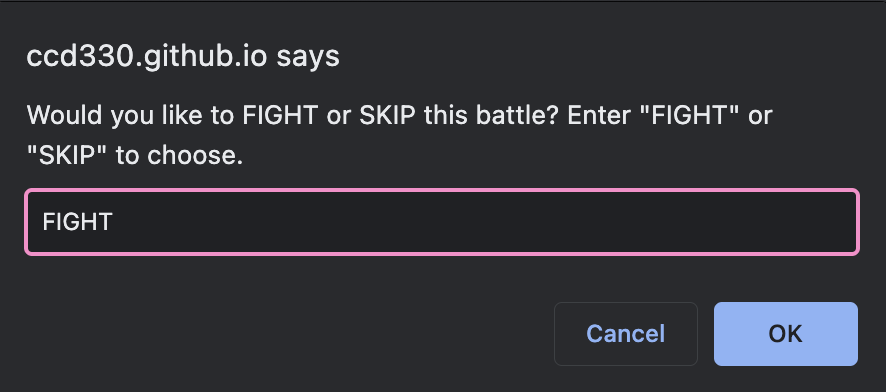 ccd330.github.io says
Would you like to FIGHT or SKIP this battle? Enter "FIGHT" or
"SKIP" to choose.
FIGHT
Cancel
OK